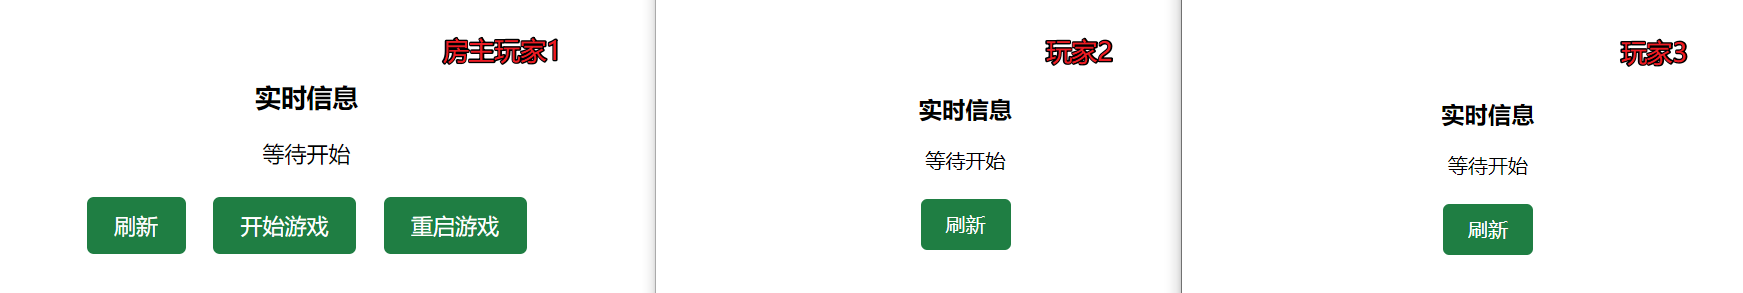 房主玩家1
实时信息
等待开始
刷新 开始游戏 重启游戏
玩家2
实时信息
等待开始
刷新
玩家3
实时信息
等待开始
刷新